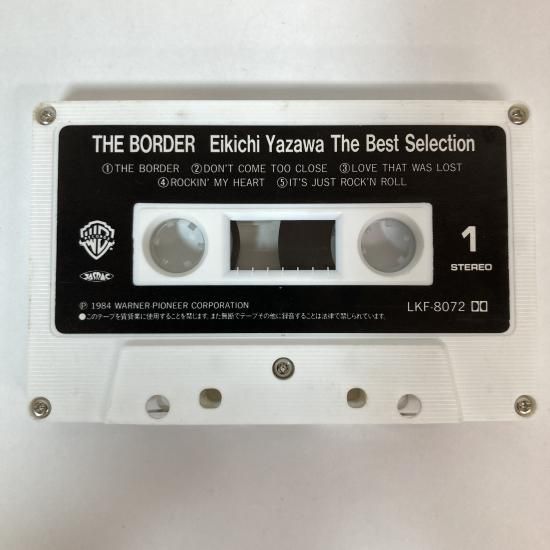 THE BORDER Eikichi Yazawa The Best Selection
①THE BORDER ②DON'T COME TOO CLOSE ③LOVE THAT WAS LOST
④ROCKIN' MY HEART ⑤IT'S JUST ROCK'N ROLL
WB
RECORDS
JASRAC
1
STEREO
Ⓟ 1984 WARNER-PIONEER CORPORATION
LKF-8072
●このテープを賃貸業に使用することを禁じます。また無断でテープその他に録音することは法律で禁じられています。